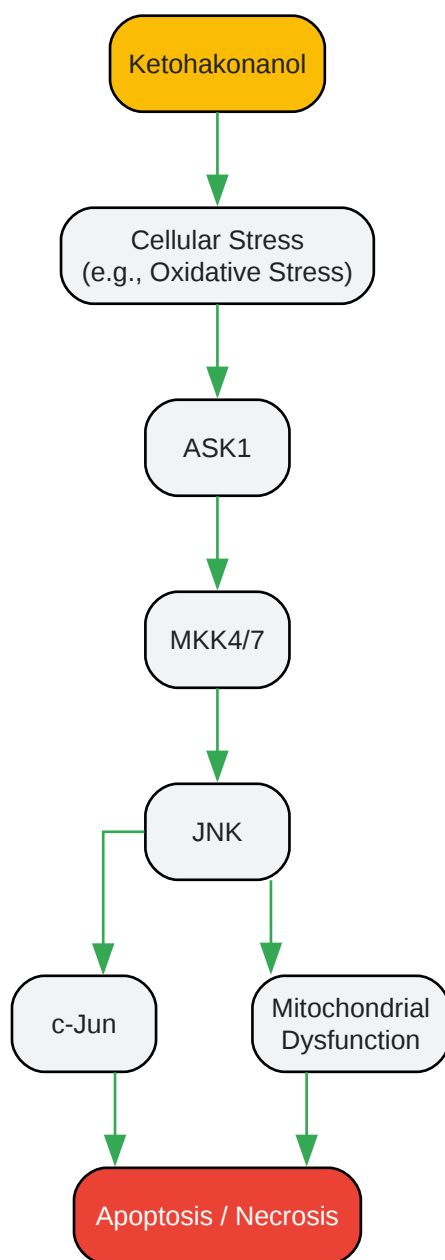 Ketohakonanol
Cellular Stress
(e.g., Oxidative Stress)
ASK1
MKK4/7
JNK
c-Jun
Mitochondrial
Dysfunction
Apoptosis / Necrosis